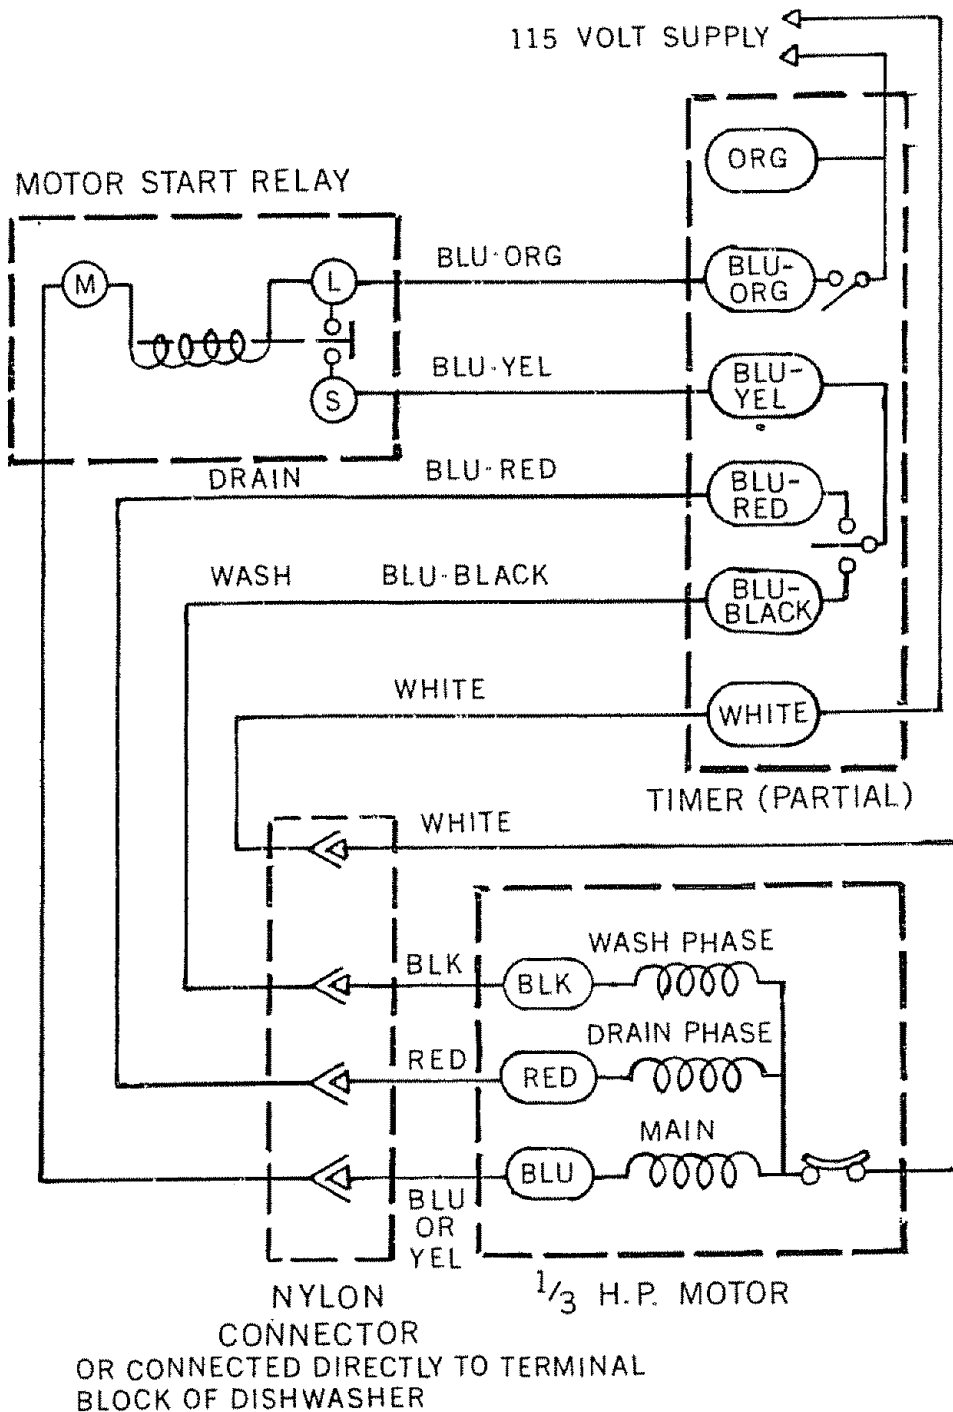 115 VOLT SUPPLY
ORG
MOTOR START RELAY
M
L
BLU-ORG
BLU-
ORG
BLU-YEL
BLU-
YEL
S
DRAIN
BLU-RED
BLU-
RED
WASH
BLU-BLACK
BLU-
BLACK
WHITE
WHITE
TIMER (PARTIAL)
WHITE
WASH PHASE
BLK
BLK
DRAIN PHASE
RED
RED
MAIN
BLU
BLU
OR
YEL
1/3 H.P. MOTOR
NYLON
CONNECTOR
OR CONNECTED DIRECTLY TO TERMINAL
BLOCK OF DISHWASHER